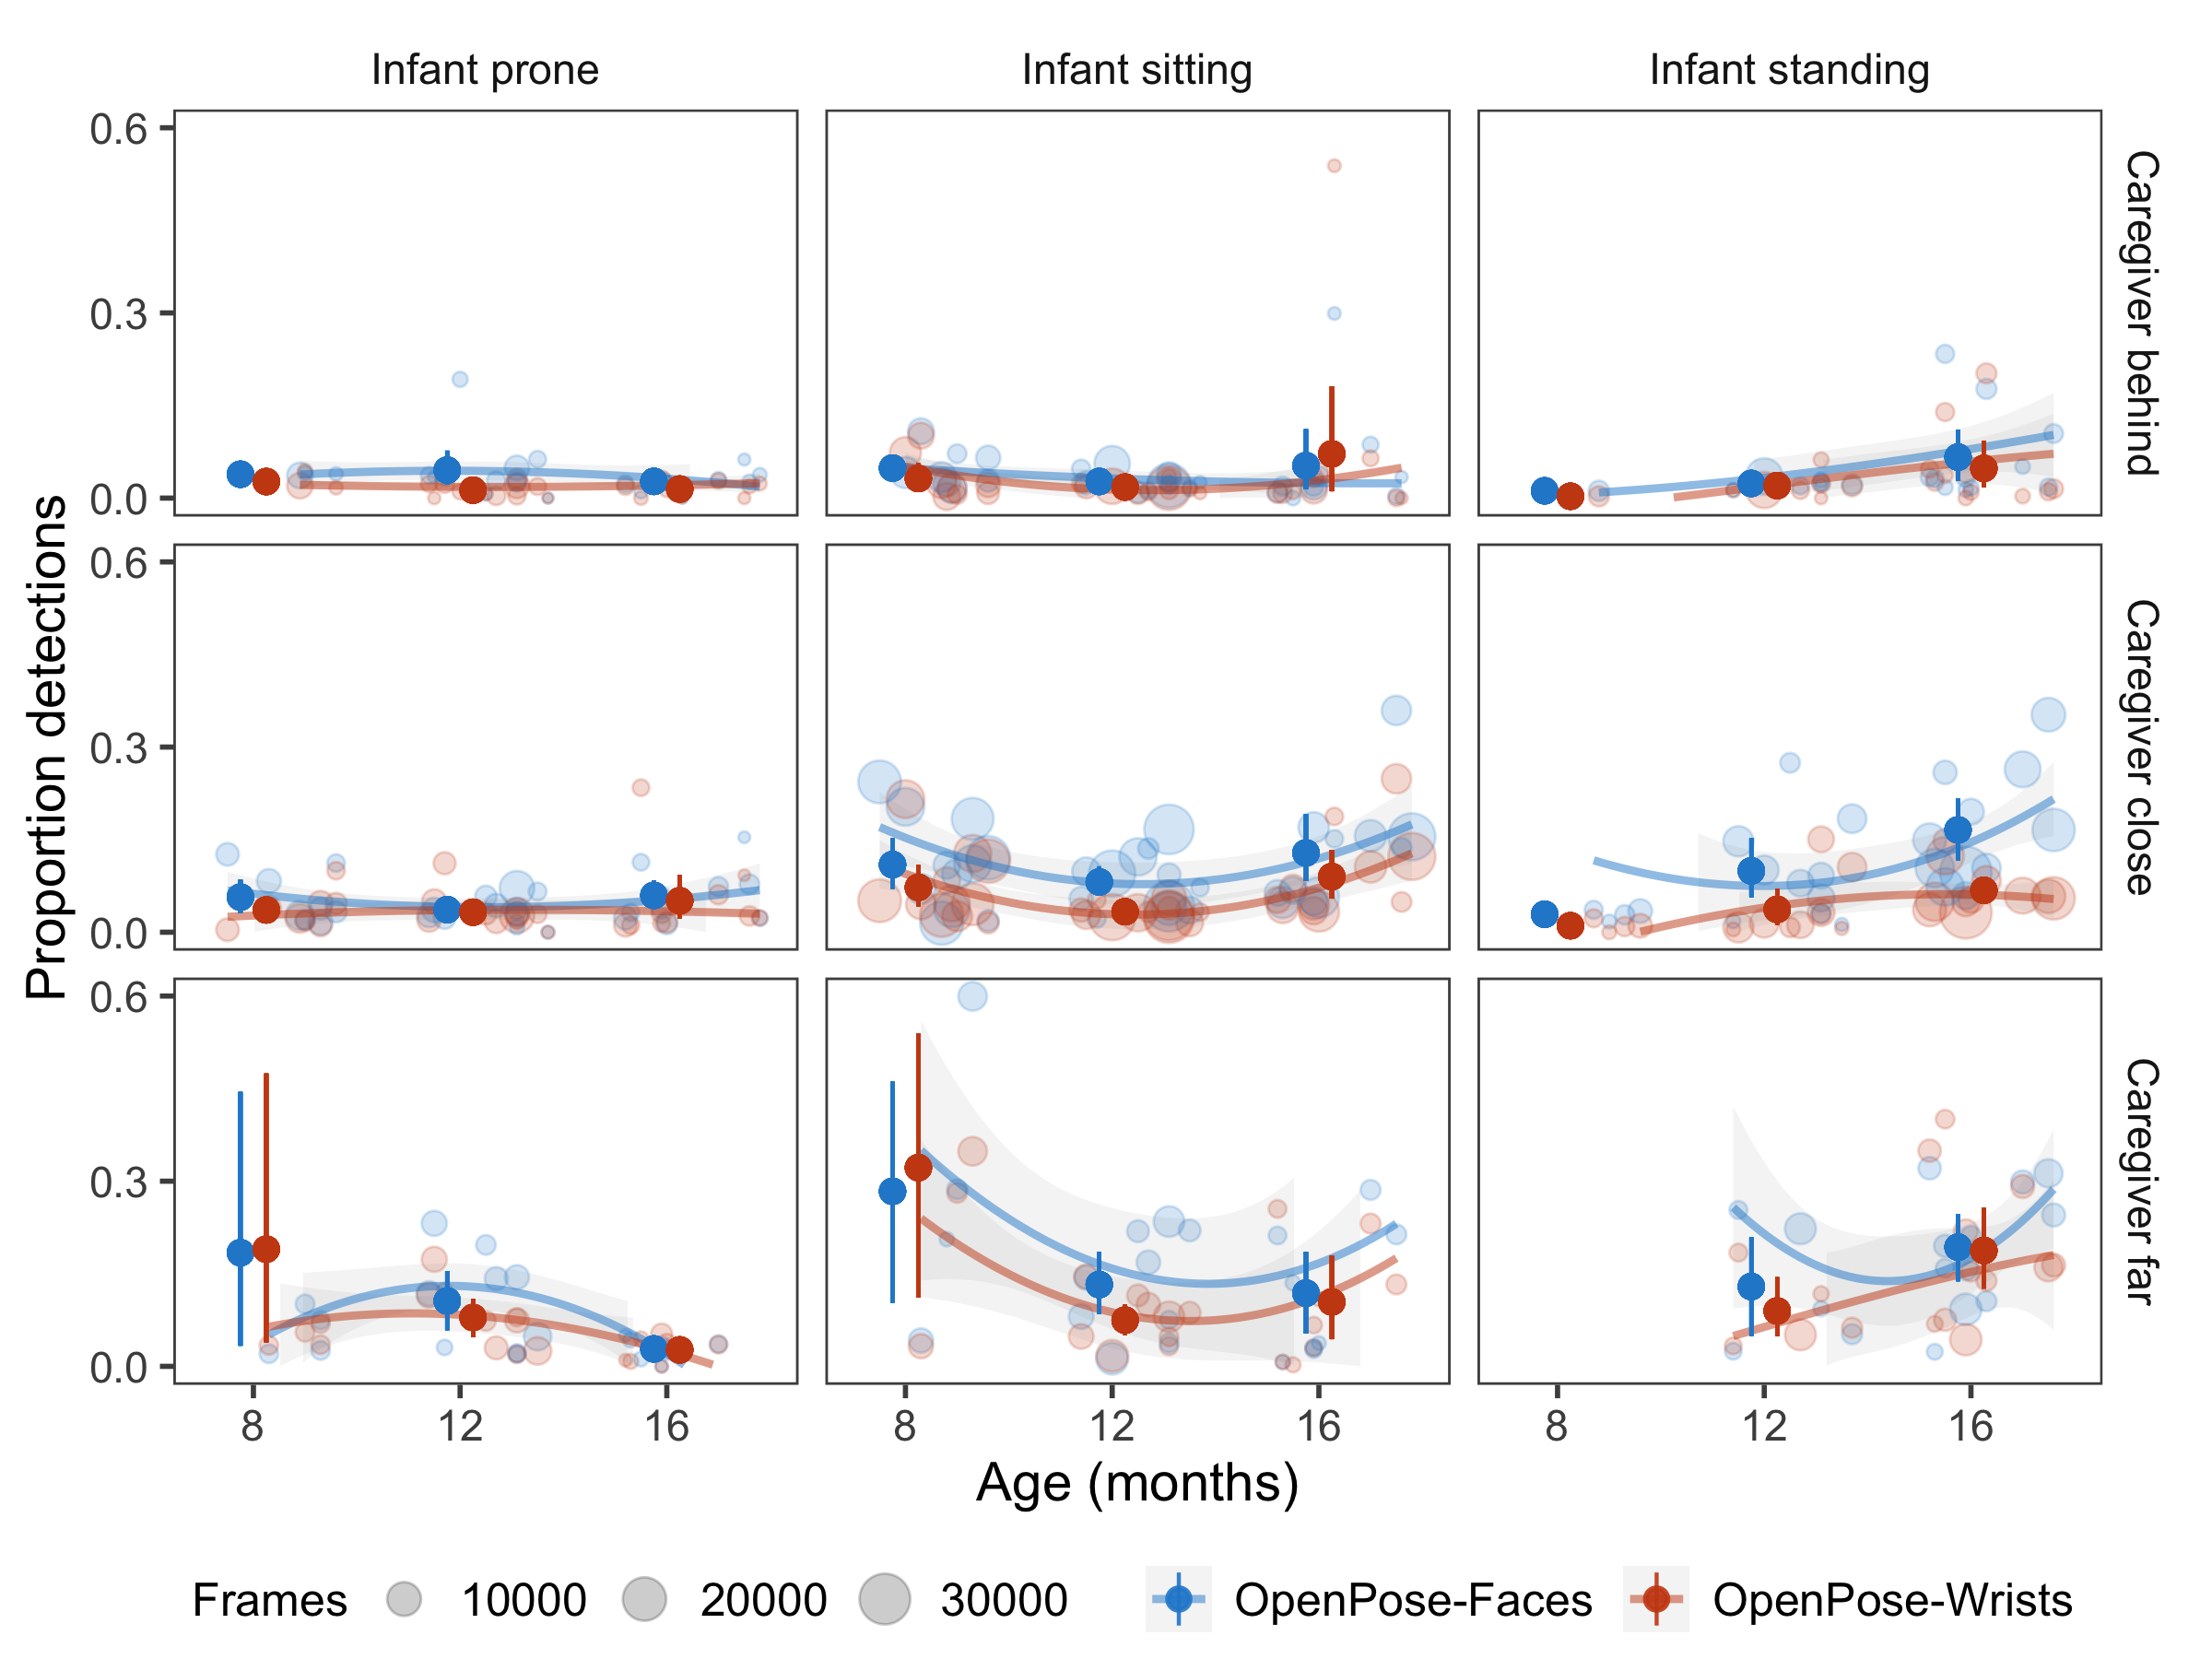 Infant prone Infant sitting Infant standing
0.6
0.3
0.0
Caregiver behind
0.6
0.3
0.0
Caregiver close
0.6
0.3
0.0
Caregiver far
Proportion detections
8 12 16 8 12 16 8 12 16
Age (months)
Frames 10000 20000 30000 OpenPose-Faces OpenPose-Wrists